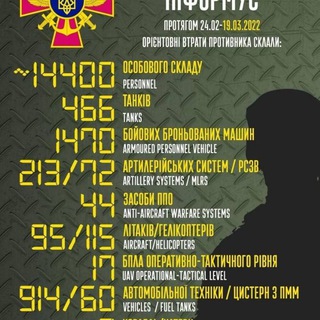 ІНФОРМУЄ
ПРОТЯГОМ 24.02-19.03.2022
ОРІЄНТОВНІ ВТРАТИ ПРОТИВНИКА СКЛАЛИ:
~14400 ОСОБОВОГО СКЛАДУ
PERSONNEL
466 ТАНКІВ
TANKS
1470 БОЙОВИХ БРОНЬОВАНИХ МАШИН
ARMOURED PERSONNEL VEHICLE
213/72 АРТИЛЕРІЙСЬКИХ СИСТЕМ / РСЗВ
ARTILLERY SYSTEMS / MLRS
44 ЗАСОБИ ППО
ANTI-AIRCRAFT WARFARE SYSTEMS
95/115 ЛІТАКІВ/ГЕЛІКОПТЕРІВ
AIRCRAFT/HELICOPTERS
17 БПЛА ОПЕРАТИВНО-ТАКТИЧНОГО РІВНЯ
UAV OPERATIONAL-TACTICAL LEVEL
914/60 АВТОМОБІЛЬНОЇ ТЕХНІКИ / ЦИСТЕРН З ПММ
VEHICLES / FUEL TANKS